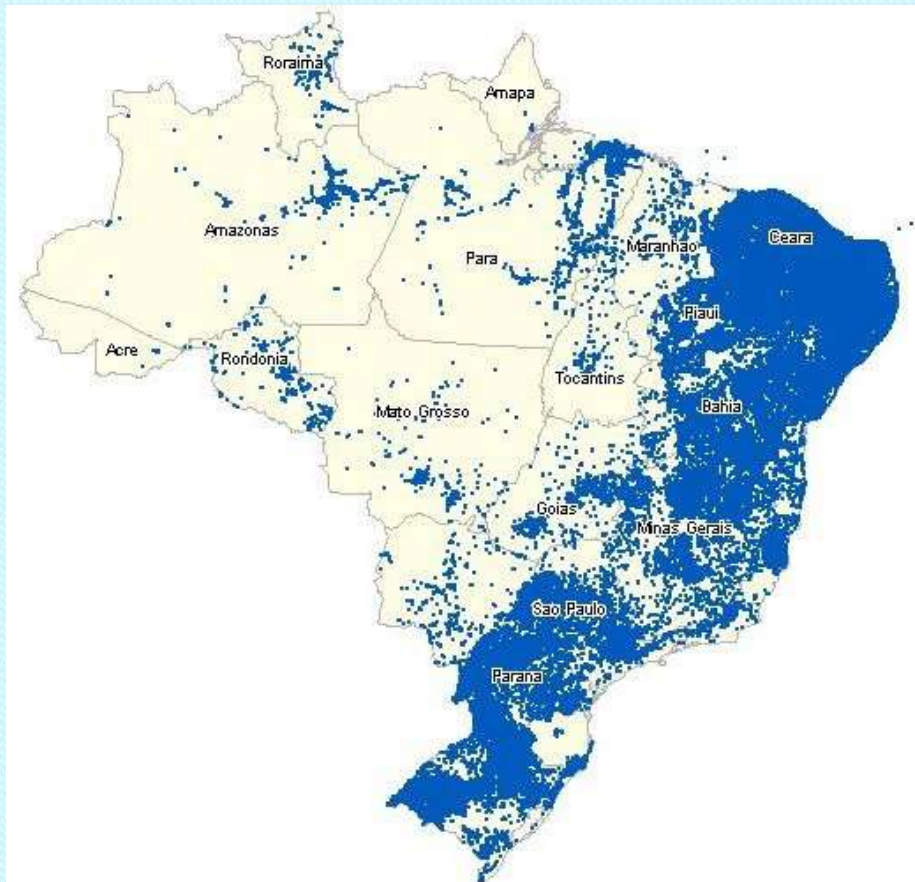 Roraima
Amapa
Amazonas
Para
Maranhao
Ceara
Piaui
Acre
Rondonia
Tocantins
Mato Grosso
Bahia
Goias
Minas Gerais
Sao Paulo
Parana